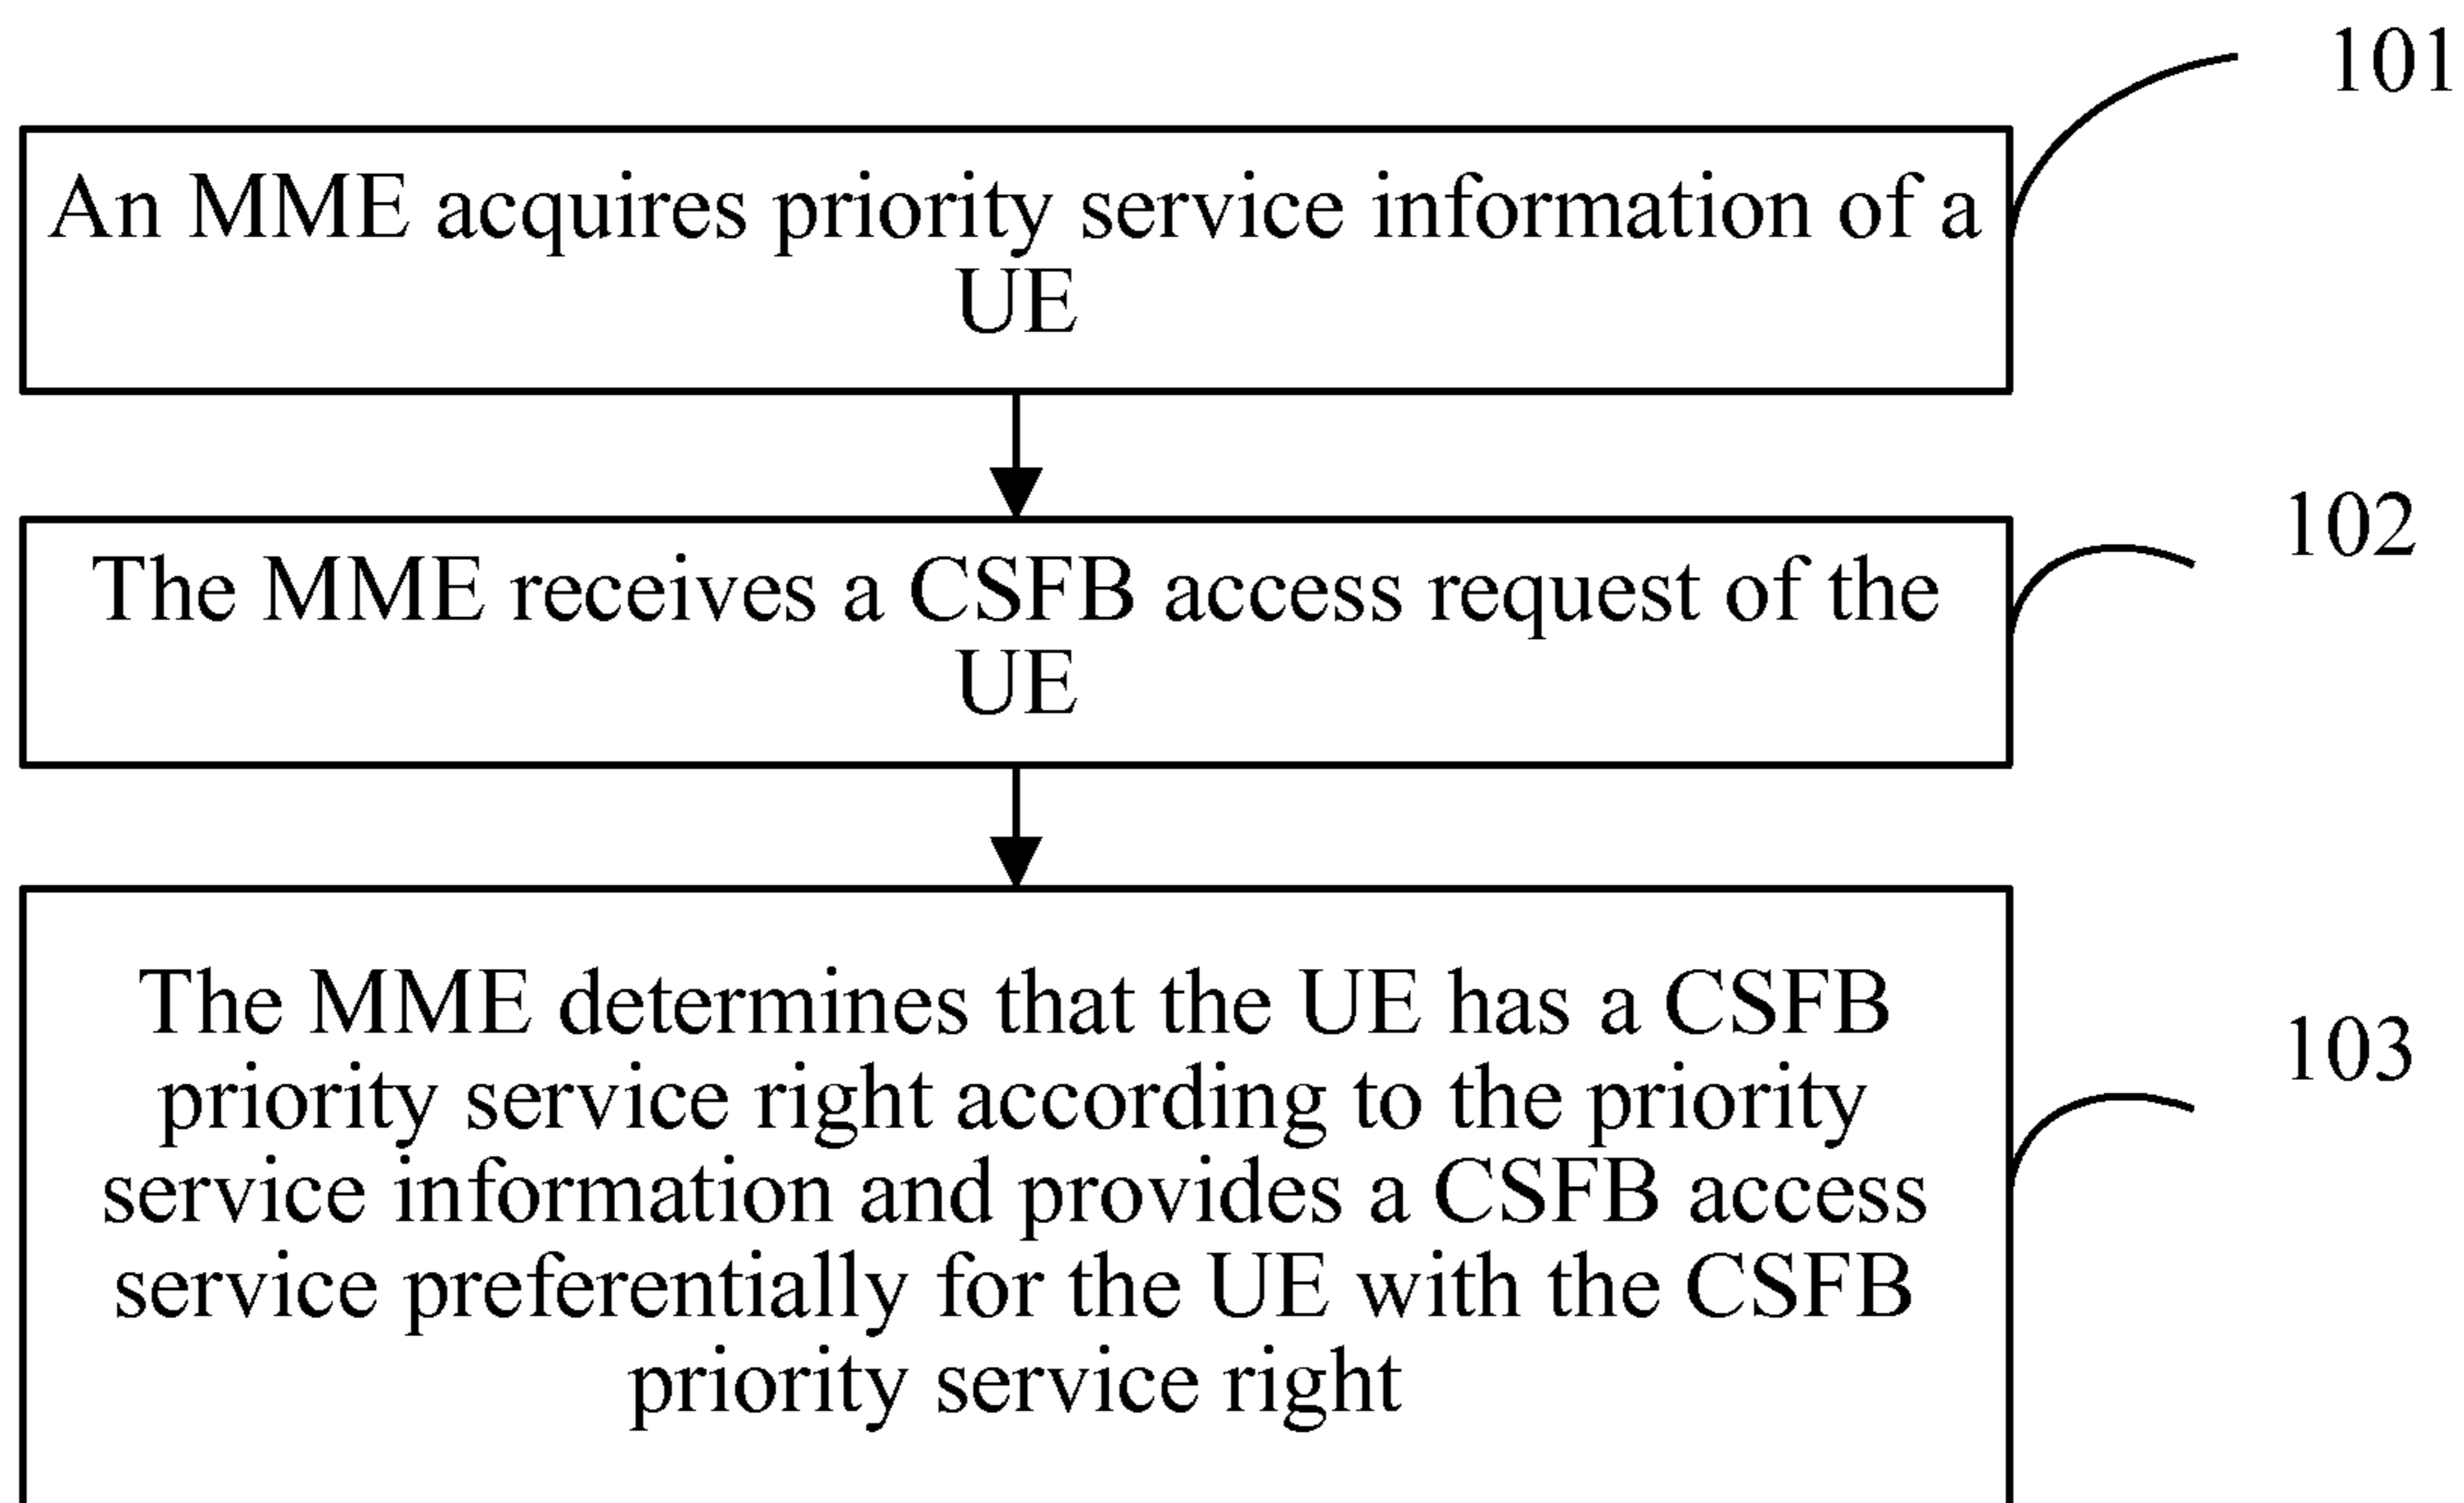 101
An MME acquires priority service information of a
UE
102
The MME receives a CSFB access request of the
UE
The MME determines that the UE has a CSFB
103
priority service right according to the priority
service information and provides a CSFB access
service preferentially for the UE with the CSFB
priority service right